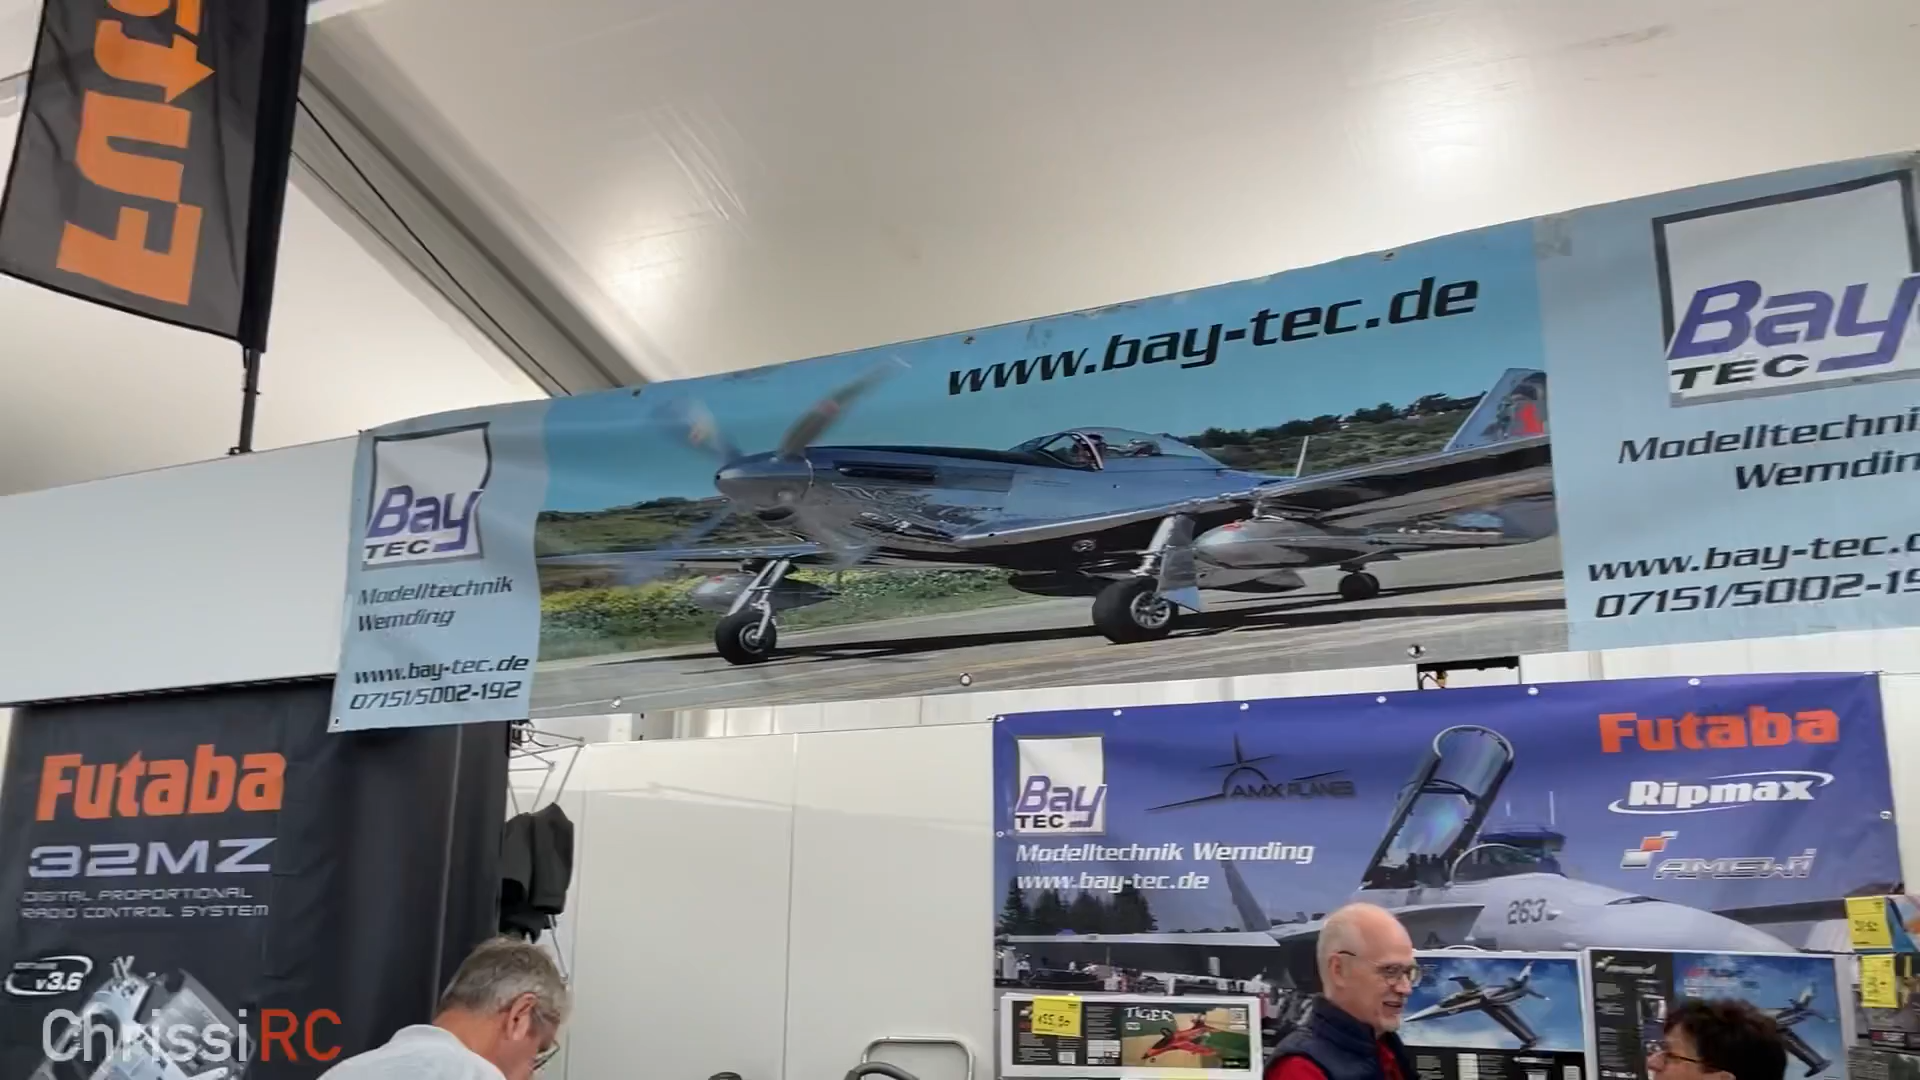 Fut
www.bay-tec.de
Bay
TEC
Modelltechnik
Wemding
www.bay-tec.de
07151/5002-192
Bay
TEC
Modelltechni
Wemdin
www.bay-tec.
07151/5002-19
Futaba
32MZ
DIGITAL PROPORTIONAL
RADIO CONTROL SYSTEM
v3.6
Bay
TEC
AMX PLANES
Modelltechnik Wemding
www.bay-tec.de
Futaba
Ripmax
AMEWI
263
TIGER
ChrissiRC